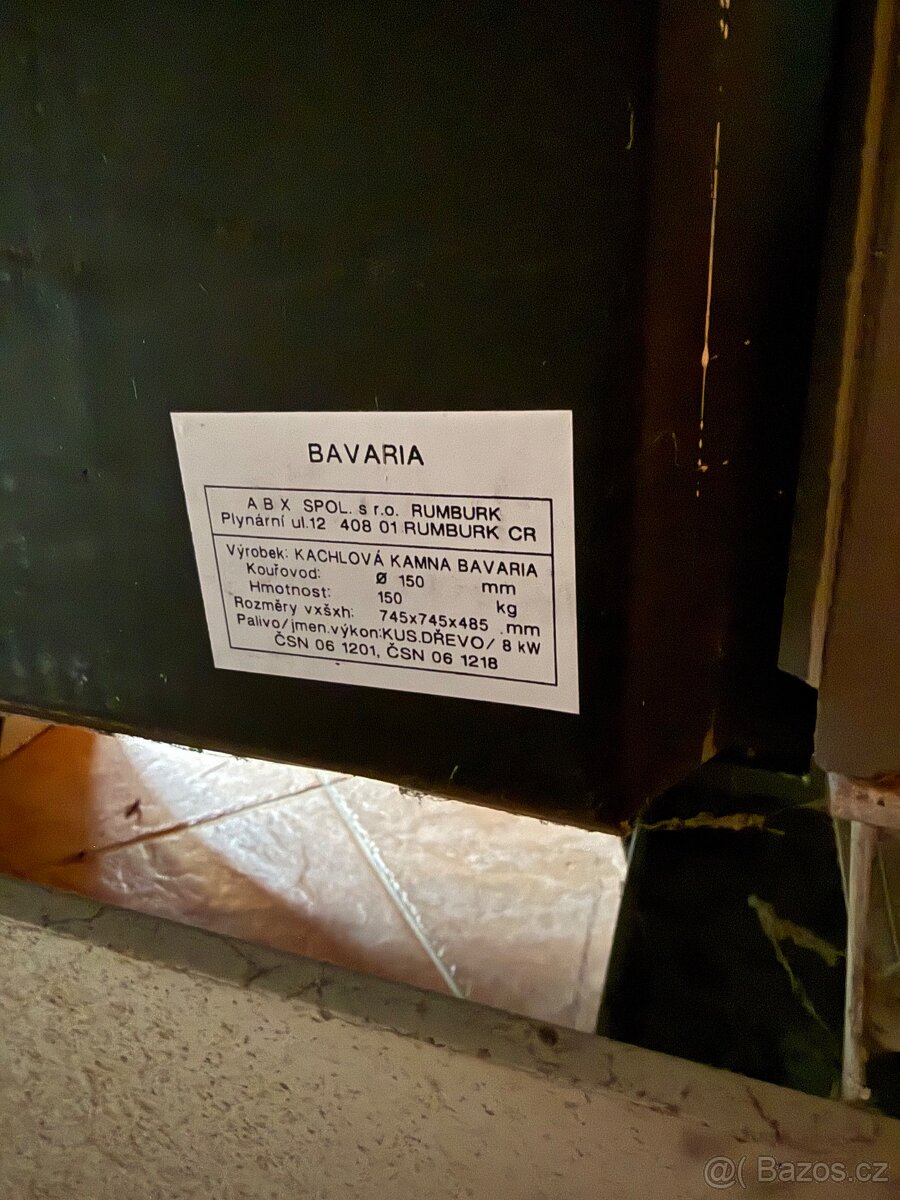 BAVARIA
A B X SPOL. s r.o. RUMBURK
Plynární ul.12 408 01 RUMBURK CR
Výrobek: KACHLOVÁ KAMNA BAVARIA
Kouřovod: Ø 150 mm
Hmotnost: 150 kg
Rozměry vxšxh: 745x745x485 mm
Palivo/jmen.výkon:KUS.DŘEVO/ 8 kW
ČSN 06 1201, ČSN 06 1218
@( Bazos.cz